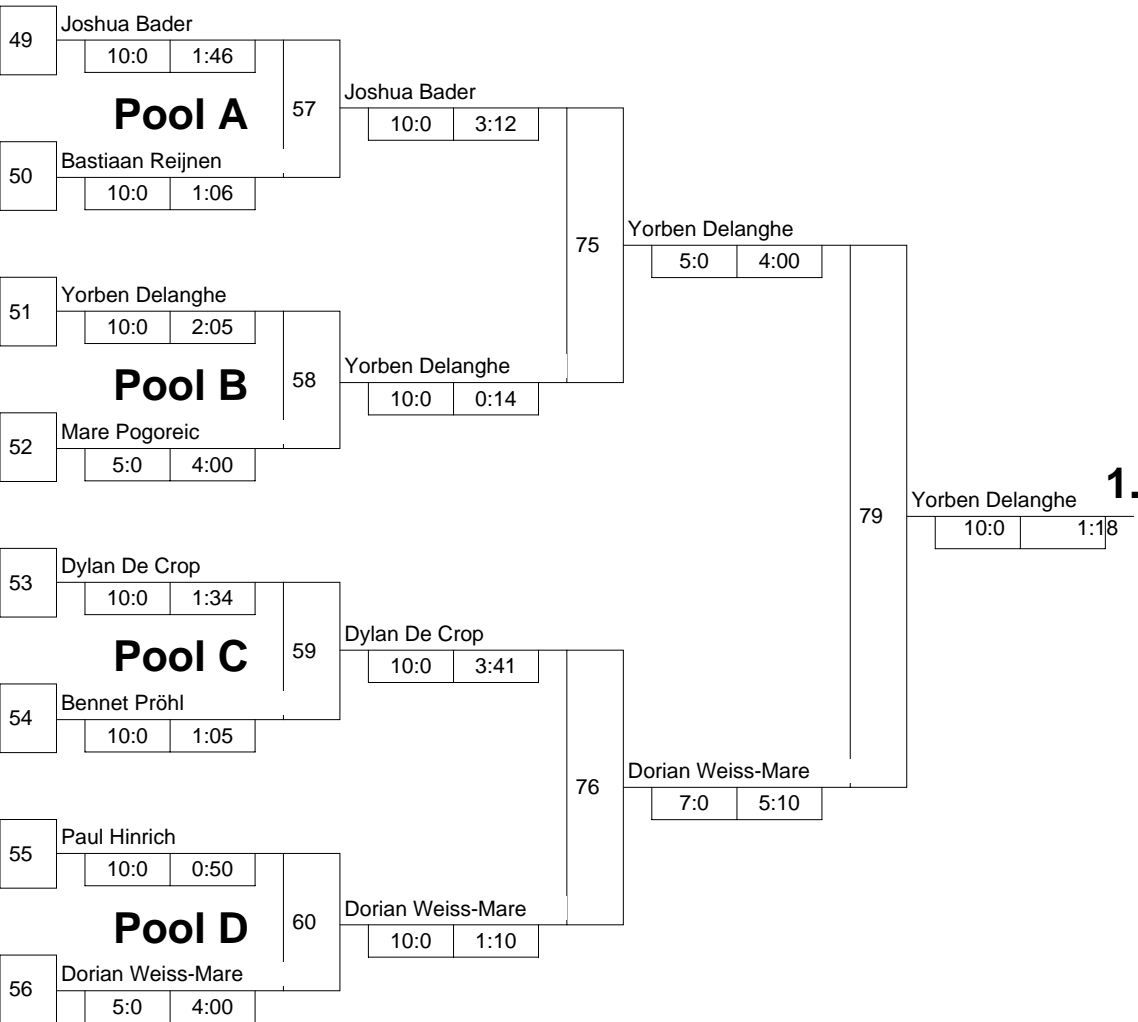 49
Joshua Bader
10:0 1:46
Pool A
57
Joshua Bader
10:0 3:12
50
Bastiaan Reijnen
10:0 1:06
75
Yorben Delanghe
5:0 4:00
51
Yorben Delanghe
10:0 2:05
Pool B
58
Yorben Delanghe
10:0 0:14
52
Mare Pogoreic
5:0 4:00
79
Yorben Delanghe
1.
10:0 1:18
53
Dylan De Crop
10:0 1:34
Pool C
59
Dylan De Crop
10:0 3:41
54
Bennet Pröhl
10:0 1:05
76
Dorian Weiss-Mare
7:0 5:10
55
Paul Hinrich
10:0 0:50
Pool D
60
Dorian Weiss-Mare
10:0 1:10
56
Dorian Weiss-Mare
5:0 4:00